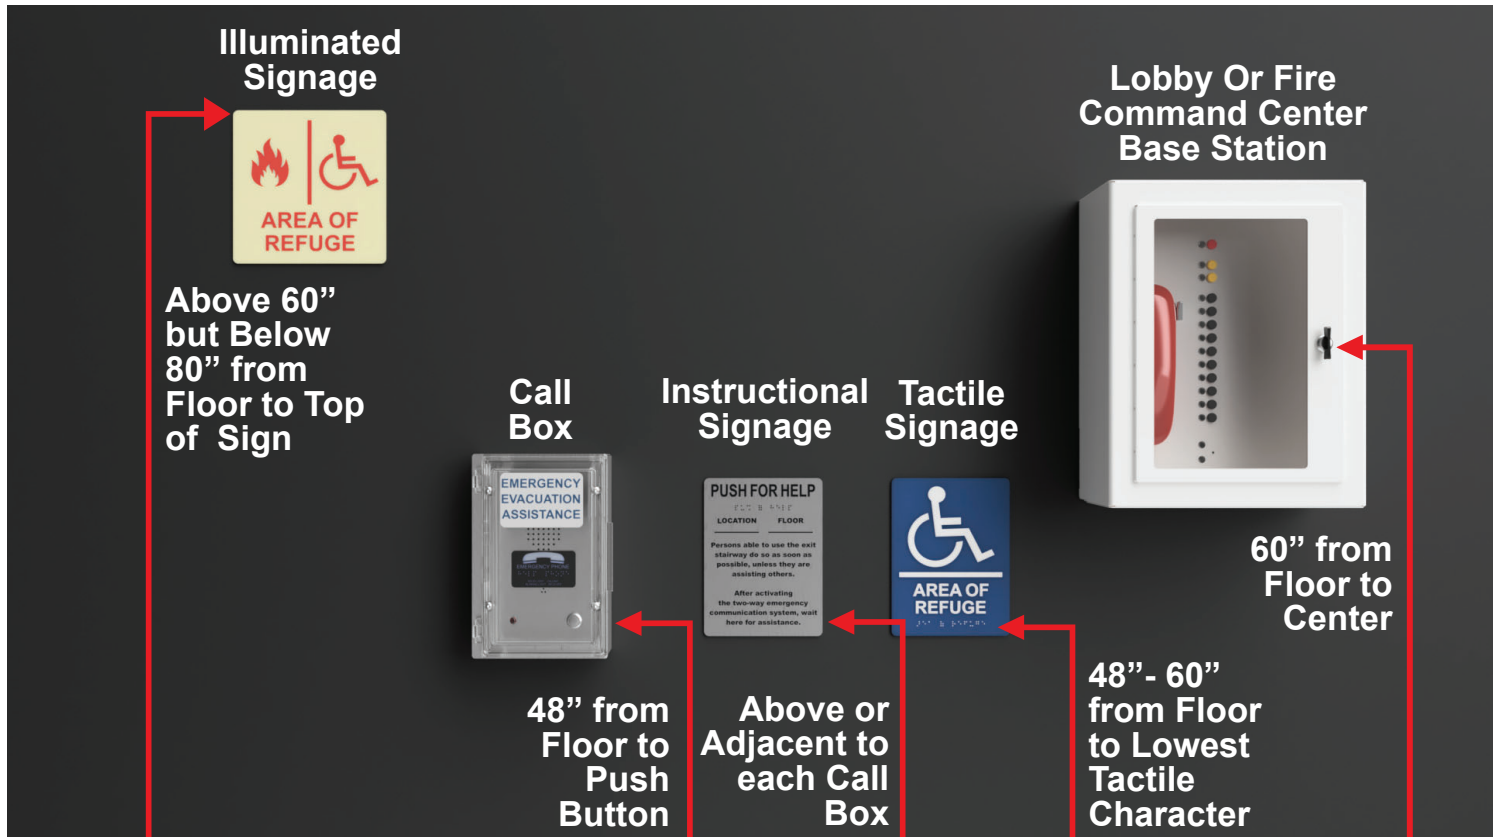 Illuminated
Signage
AREA OF
REFUGE
Above 60”
but Below
80” from
Floor to Top
of Sign
Call
Box
EMERGENCY
EVACUATION
ASSISTANCE
EMERGENCY PHONE
48” from
Floor to
Push
Button
Instructional
Signage
PUSH FOR HELP
LOCATION FLOOR
Persons able to use the exit
stairway do so as soon as
possible, unless they are
assisting others.
After activating
the two-way emergency
communication system, wait
here for assistance.
Above or
Adjacent to
each Call
Box
Tactile
Signage
AREA OF
REFUGE
48”- 60”
from Floor
to Lowest
Tactile
Character
Lobby Or Fire
Command Center
Base Station
60” from
Floor to
Center